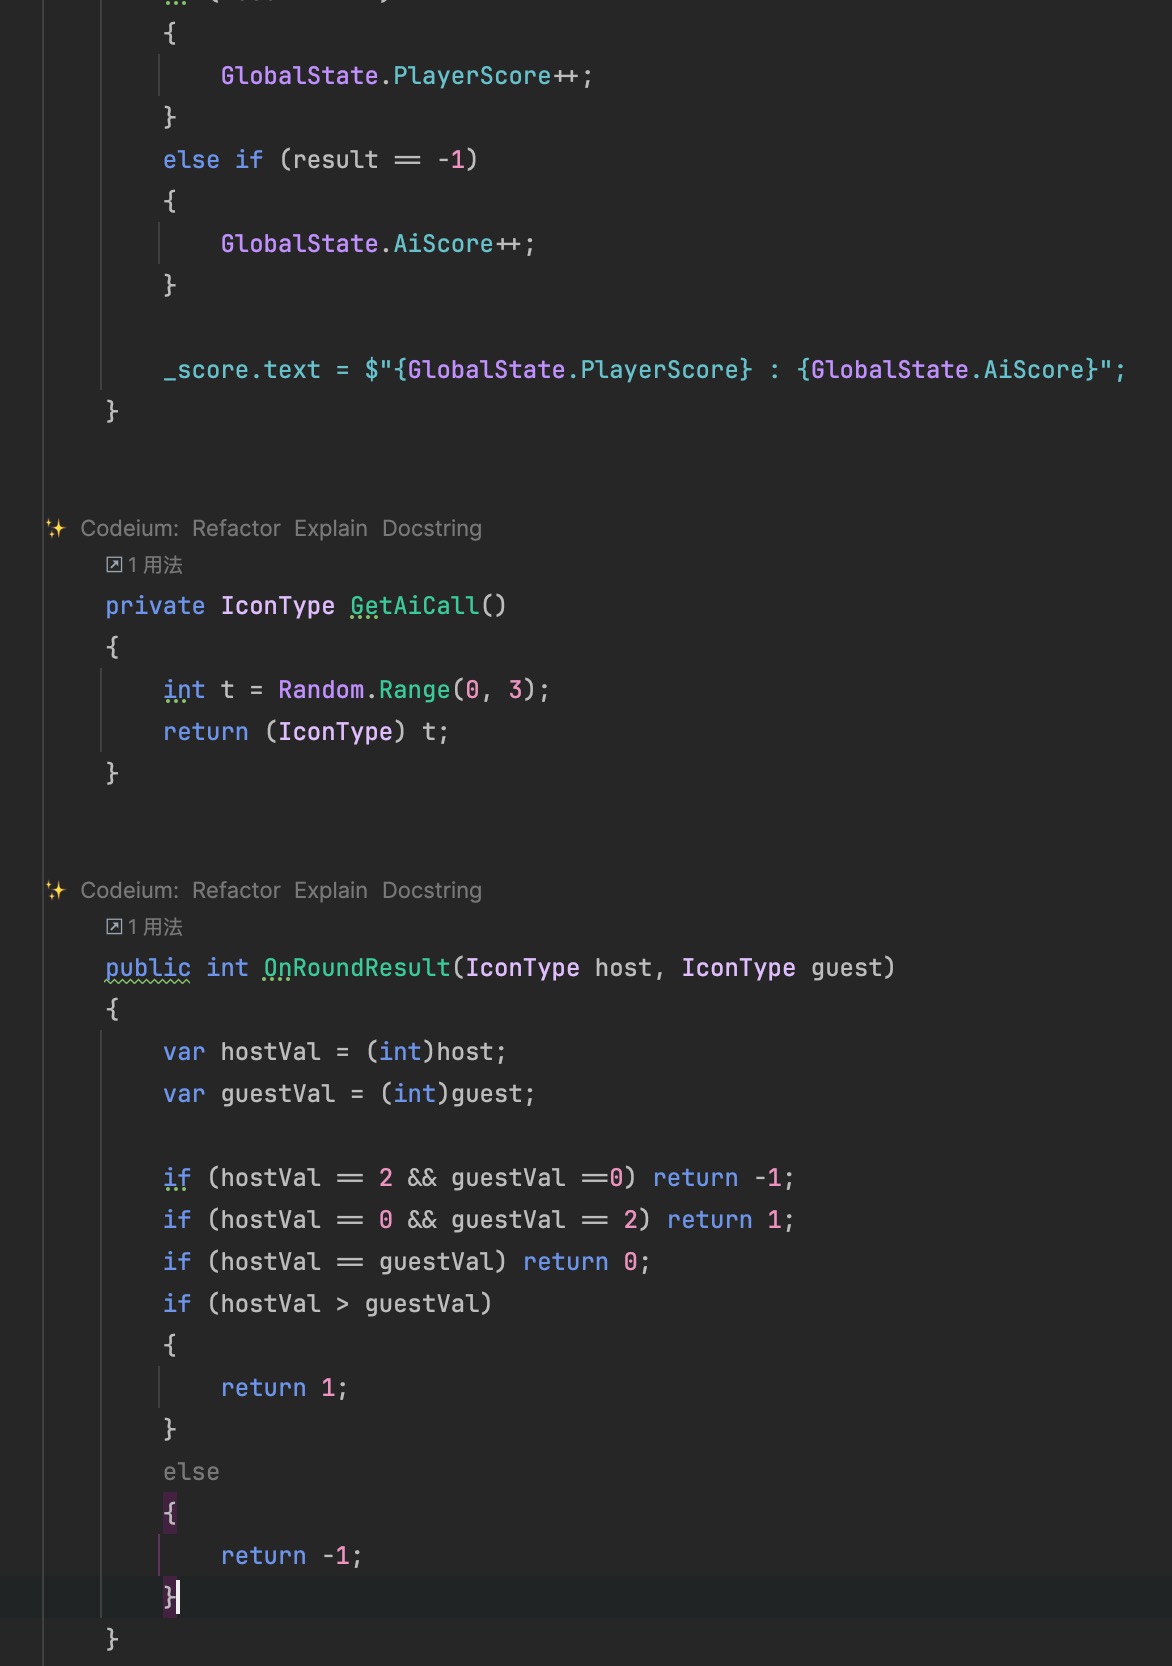 {
GlobalState.PlayerScore++;
}
else if (result == -1)
{
GlobalState.AiScore++;
}
_score.text = $"{GlobalState.PlayerScore} : {GlobalState.AiScore}";
}
Codeium: Refactor Explain Docstring
1 用法
private IconType GetAiCall()
{
int t = Random.Range(0, 3);
return (IconType) t;
}
Codeium: Refactor Explain Docstring
1 用法
public int OnRoundResult(IconType host, IconType guest)
{
var hostVal = (int)host;
var guestVal = (int)guest;
if (hostVal == 2 && guestVal ==0) return -1;
if (hostVal == 0 && guestVal == 2) return 1;
if (hostVal == guestVal) return 0;
if (hostVal > guestVal)
{
return 1;
}
else
{
return -1;
}
}